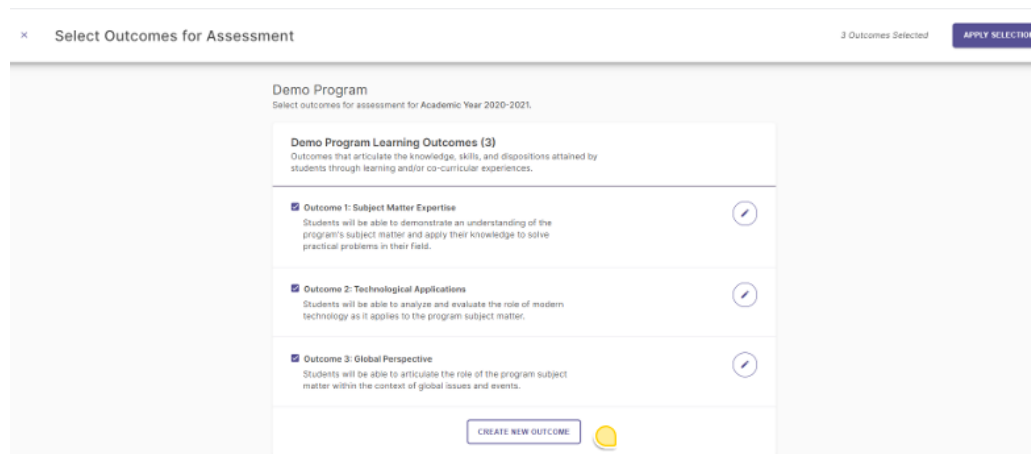 × Select Outcomes for Assessment 3 Outcomes Selected APPLY SELECTION
Demo Program
Select outcomes for assessment for Academic Year 2020-2021.
Demo Program Learning Outcomes (3)
Outcomes that articulate the knowledge, skills, and dispositions attained by
students through learning and/or co-curricular experiences.
Outcome 1: Subject Matter Expertise
Students will be able to demonstrate an understanding of the
program's subject matter and apply their knowledge to solve
practical problems in their field.
Outcome 2: Technological Applications
Students will be able to analyze and evaluate the role of modern
technology as it applies to the program subject matter.
Outcome 3: Global Perspective
Students will be able to articulate the role of the program subject
matter within the context of global issues and events.
CREATE NEW OUTCOME